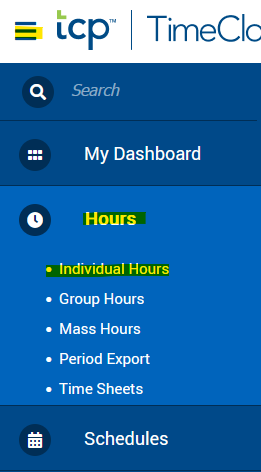 tcp™ TimeClo
Search
My Dashboard
Hours
Individual Hours
Group Hours
Mass Hours
Period Export
Time Sheets
Schedules